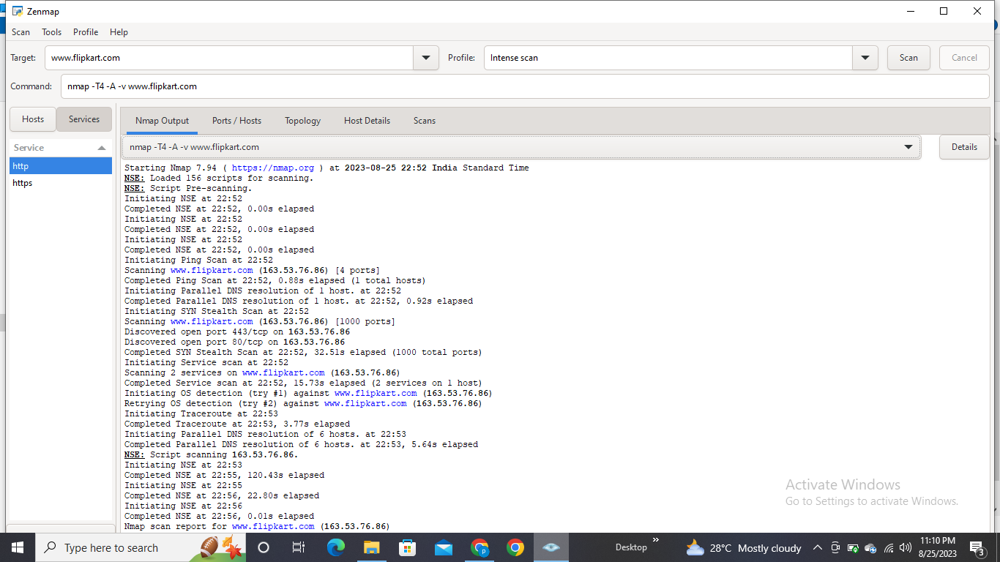 Zenmap
Scan Tools Profile Help
Target: www.flipkart.com Profile: Intense scan Scan Cancel
Command: nmap -T4 -A -v www.flipkart.com
Hosts Services Nmap Output Ports / Hosts Topology Host Details Scans
Service
http
https
nmap -T4 -A -v www.flipkart.com Details
Starting Nmap 7.94 ( https://nmap.org ) at 2023-08-25 22:52 India Standard Time
NSE: Loaded 156 scripts for scanning.
NSE: Script Pre-scanning.
Initiating NSE at 22:52
Completed NSE at 22:52, 0.00s elapsed
Initiating NSE at 22:52
Completed NSE at 22:52, 0.00s elapsed
Initiating NSE at 22:52
Completed NSE at 22:52, 0.00s elapsed
Initiating Ping Scan at 22:52
Scanning www.flipkart.com (163.53.76.86) [4 ports]
Completed Ping Scan at 22:52, 0.88s elapsed (1 total hosts)
Initiating Parallel DNS resolution of 1 host. at 22:52
Completed Parallel DNS resolution of 1 host. at 22:52, 0.92s elapsed
Initiating SYN Stealth Scan at 22:52
Scanning www.flipkart.com (163.53.76.86) [1000 ports]
Discovered open port 443/tcp on 163.53.76.86
Discovered open port 80/tcp on 163.53.76.86
Completed SYN Stealth Scan at 22:52, 32.51s elapsed (1000 total ports)
Initiating Service scan at 22:52
Scanning 2 services on www.flipkart.com (163.53.76.86)
Completed Service scan at 22:52, 15.73s elapsed (2 services on 1 host)
Initiating OS detection (try #1) against www.flipkart.com (163.53.76.86)
Retrying OS detection (try #2) against www.flipkart.com (163.53.76.86)
Initiating Traceroute at 22:53
Completed Traceroute at 22:53, 3.77s elapsed
Initiating Parallel DNS resolution of 6 hosts. at 22:53
Completed Parallel DNS resolution of 6 hosts. at 22:53, 5.64s elapsed
NSE: Script scanning 163.53.76.86.
Initiating NSE at 22:53
Completed NSE at 22:55, 120.43s elapsed
Initiating NSE at 22:55
Completed NSE at 22:56, 22.80s elapsed
Initiating NSE at 22:56
Completed NSE at 22:56, 0.01s elapsed
Nmap scan report for www.flipkart.com (163.53.76.86)
Activate Windows
Go to Settings to activate Windows.
Type here to search Desktop 28°C Mostly cloudy 11:10 PM
8/25/2023
3